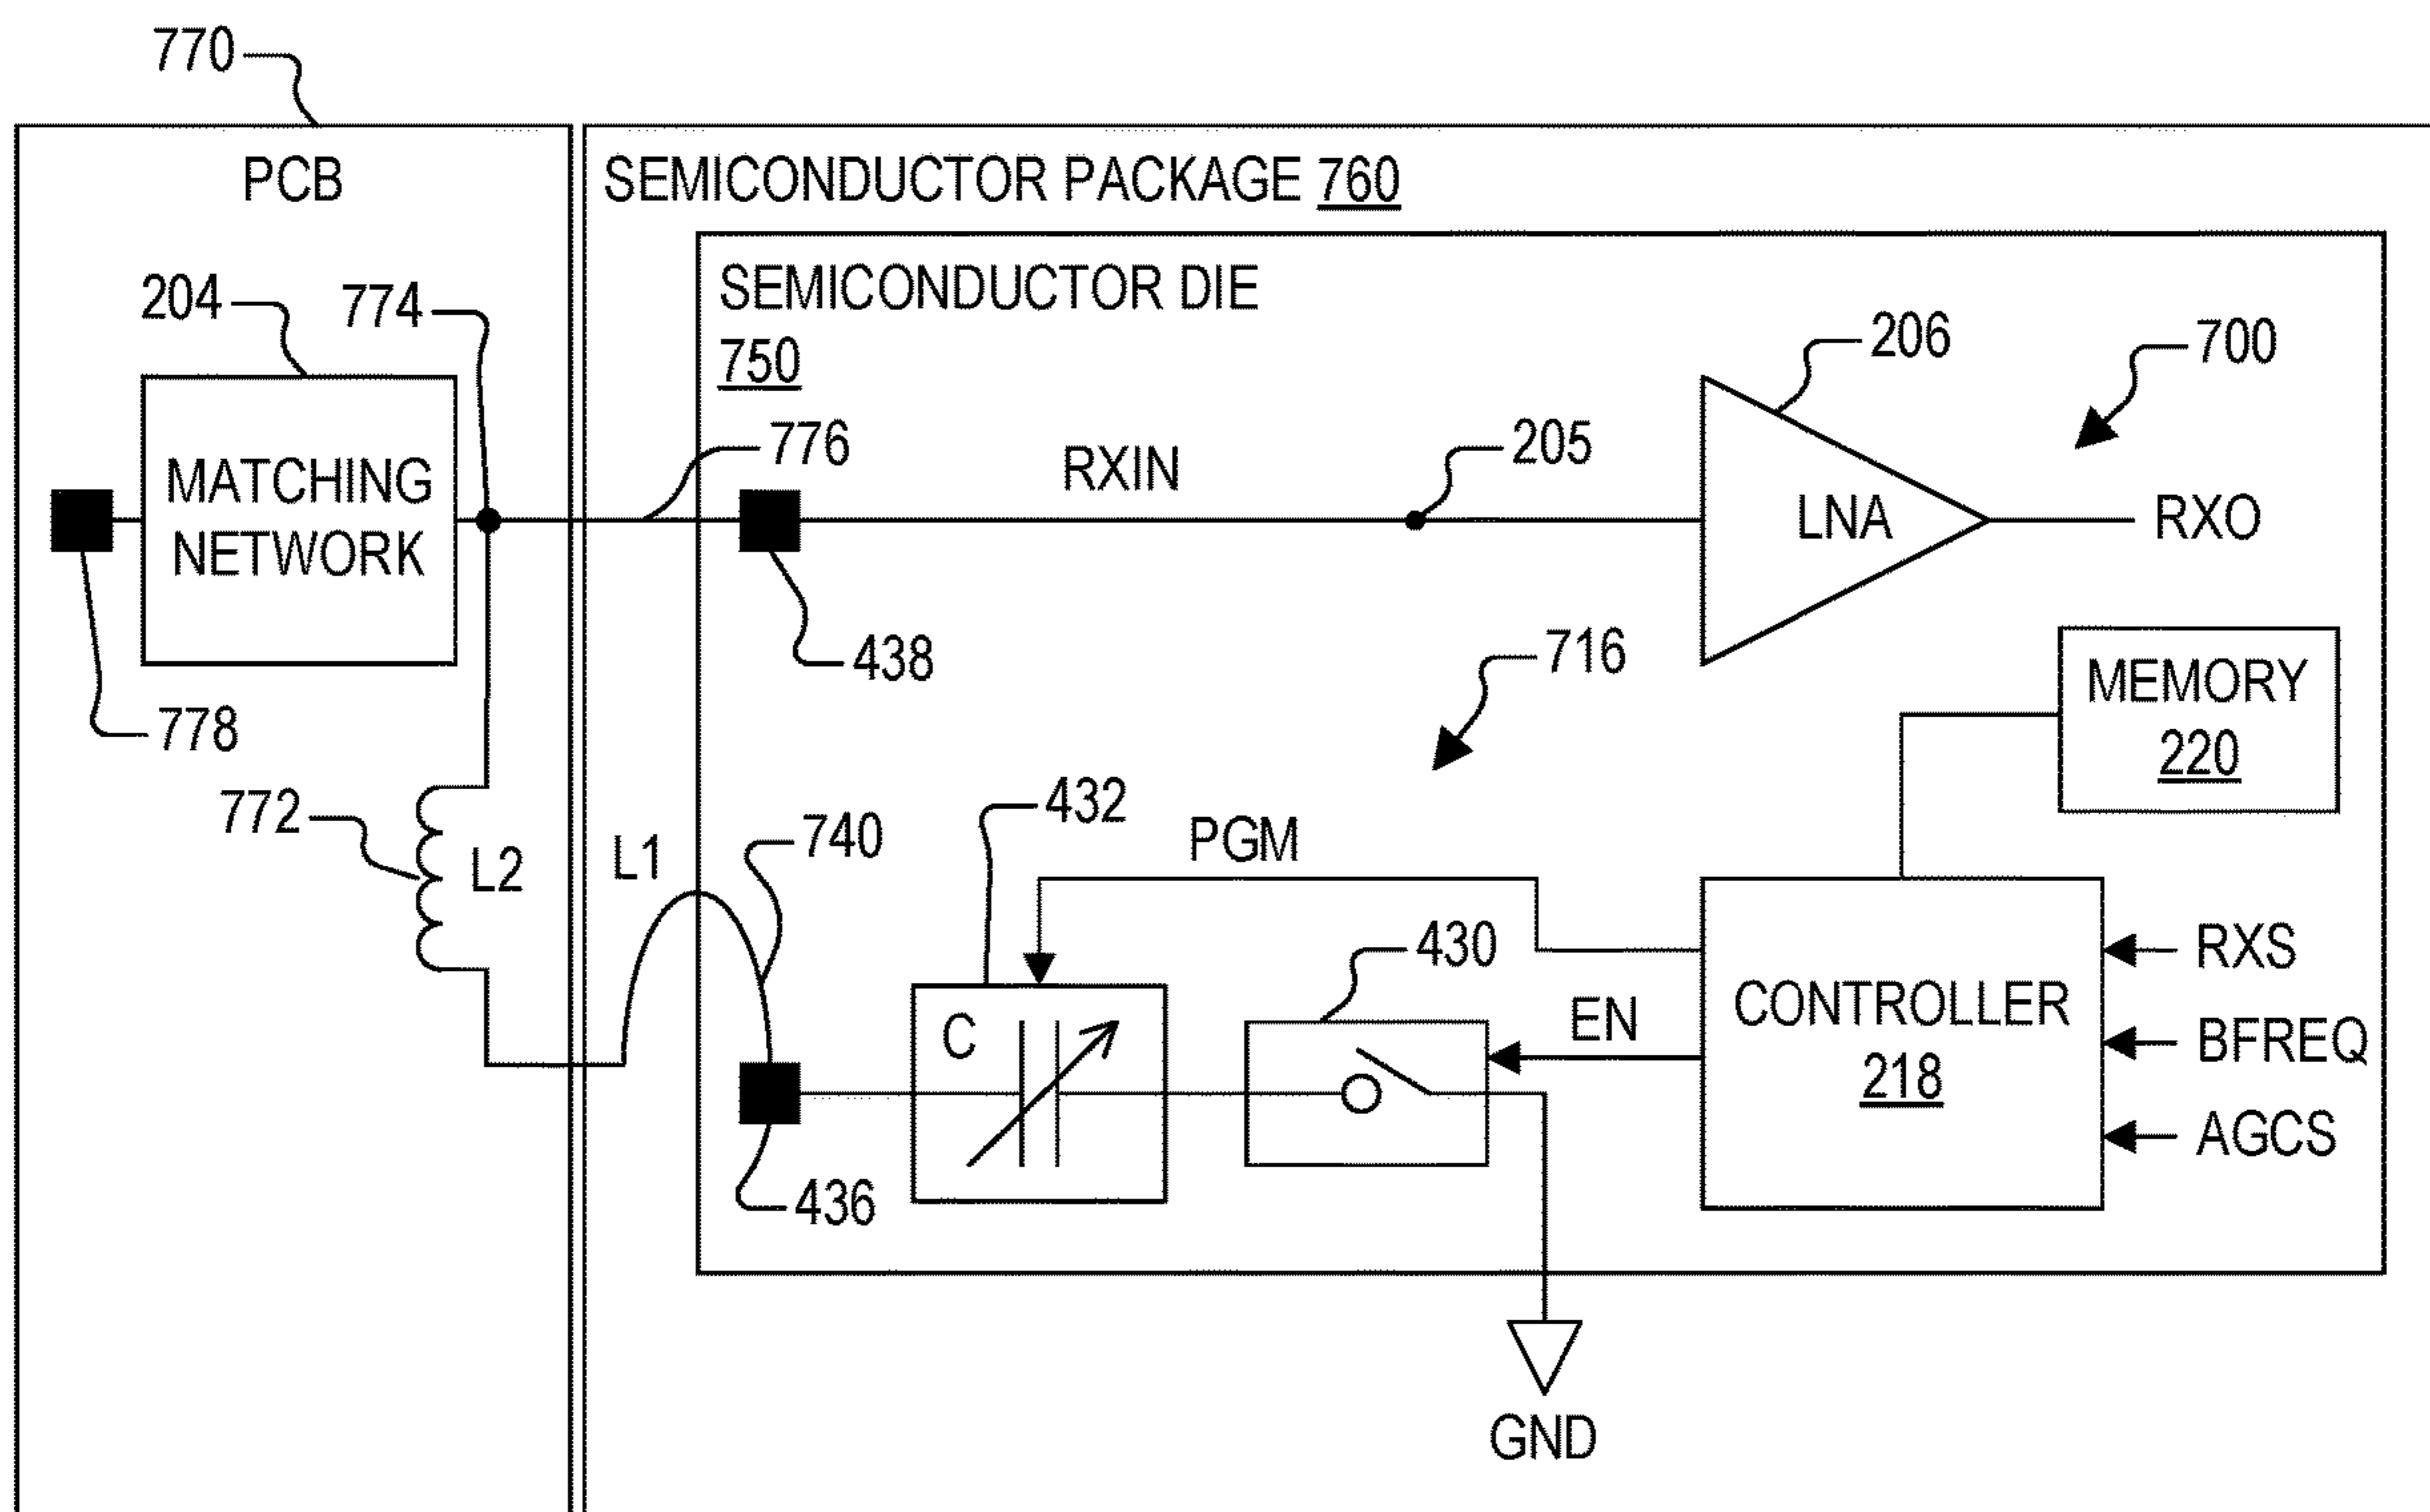 770
PCB
SEMICONDUCTOR PACKAGE 760
204
774
SEMICONDUCTOR DIE
750
206
700
776
205
RXIN
MATCHING
NETWORK
LNA
RXO
438
716
778
MEMORY
220
772
L2
L1
740
432
PGM
430
RXS
C
EN
CONTROLLER
218
BFREQ
AGCS
436
GND